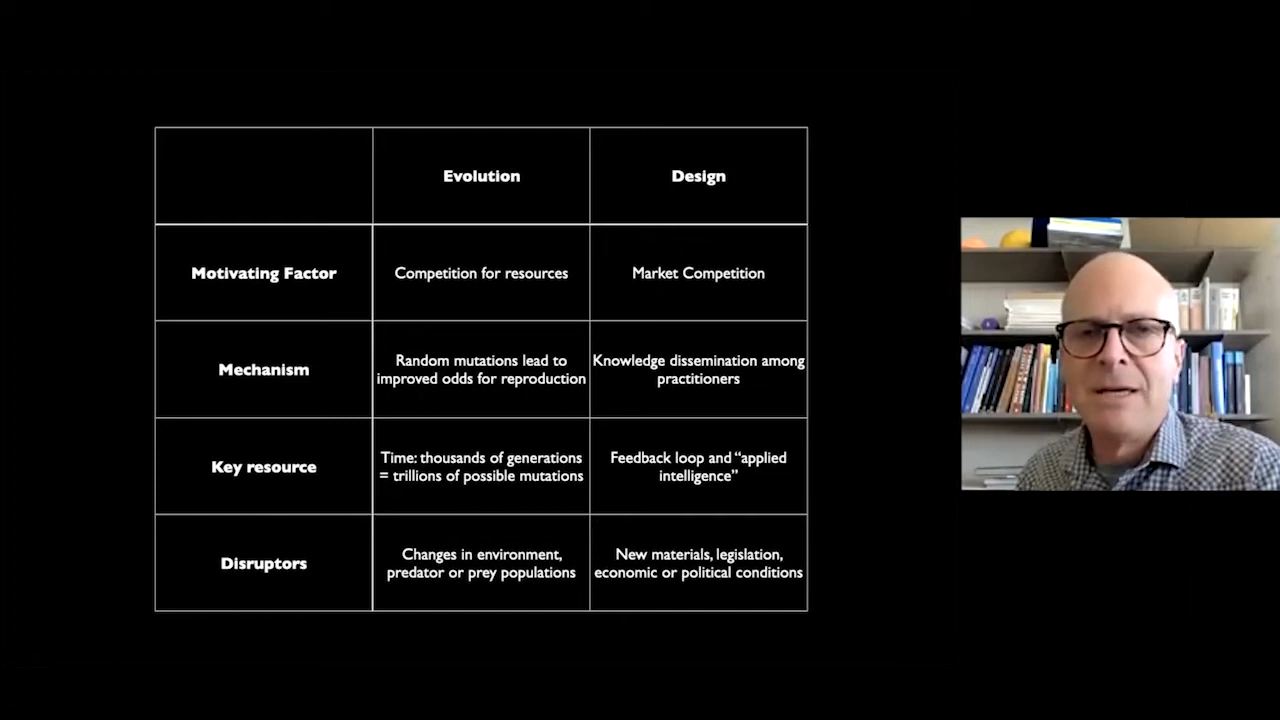 Evolution
Design
Motivating Factor
Competition for resources
Market Competition
Mechanism
Random mutations lead to
improved odds for reproduction
Knowledge dissemination among
practitioners
Key resource
Time: thousands of generations
= trillions of possible mutations
Feedback loop and “applied
intelligence”
Disruptors
Changes in environment,
predator or prey populations
New materials, legislation,
economic or political conditions